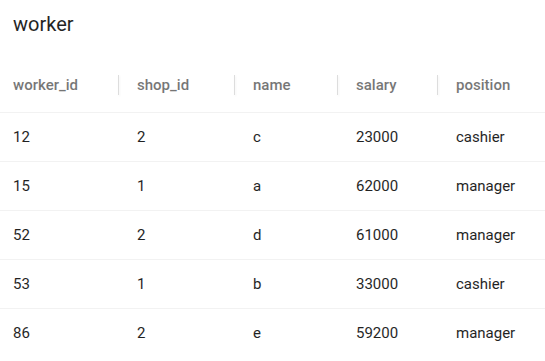 worker
worker_id shop_id name salary position
12 2 c 23000 cashier
15 1 a 62000 manager
52 2 d 61000 manager
53 1 b 33000 cashier
86 2 e 59200 manager